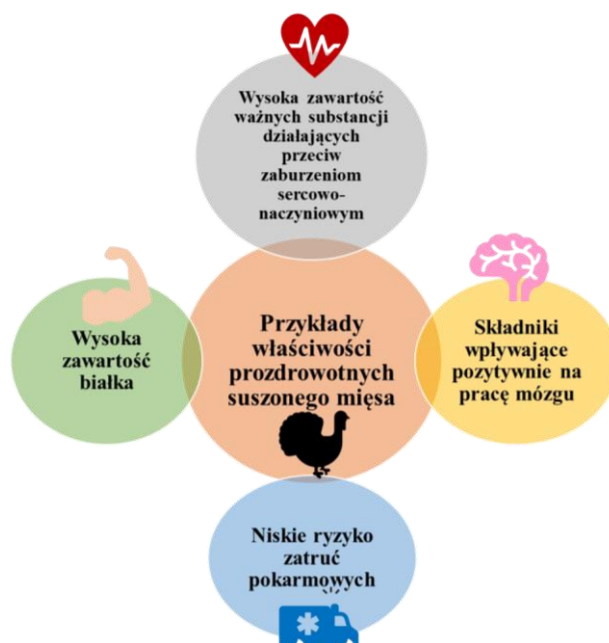 Wysoka zawartość
ważnych substancji
działających
przeciw
zaburzeniom
sercowo-
naczyniowym
Wysoka
zawartość
białka
Przykłady
właściwości
prozdrowotnych
suszonego mięsa
Składniki
wpływające
pozytywnie na
pracę mózgu
Niskie ryzyko
zatruć
pokarmowych